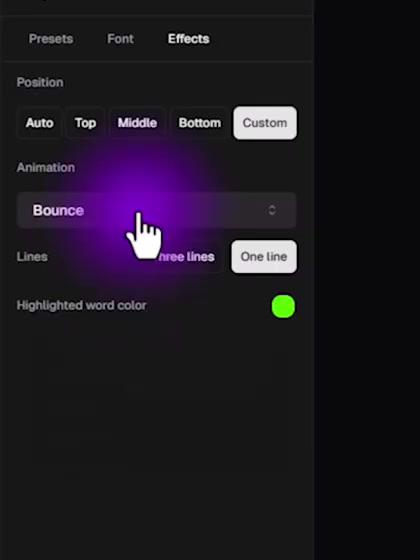 Presets Font Effects
Position
Auto Top Middle Bottom Custom
Animation
Bounce
Lines hree lines One line
Highlighted word color